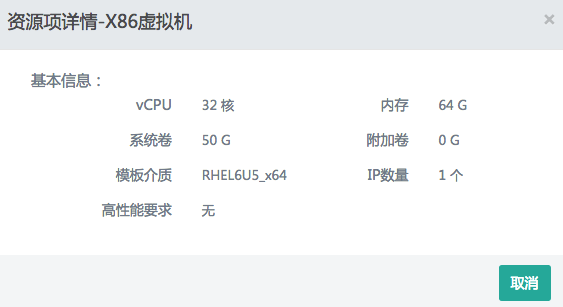 资源项详情-X86虚拟机 ×
基本信息：
vCPU 32 核 内存 64 G
系统卷 50 G 附加卷 0 G
模板介质 RHEL6U5_x64 IP数量 1 个
高性能要求 无
取消